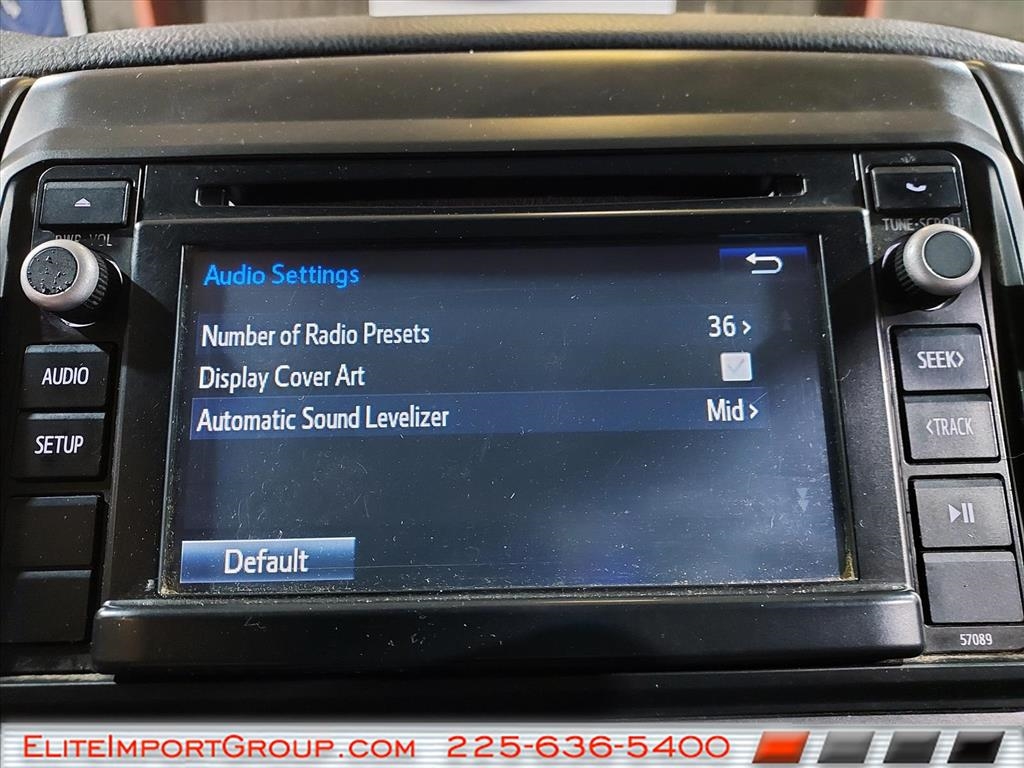 PWR·VOL
TUNE·SCROLL
Audio Settings
Number of Radio Presets 36 >
Display Cover Art
Automatic Sound Levelizer Mid >
Default
AUDIO
SETUP
SEEK>
<TRACK
57089
EliteImportGroup.com 225-636-5400